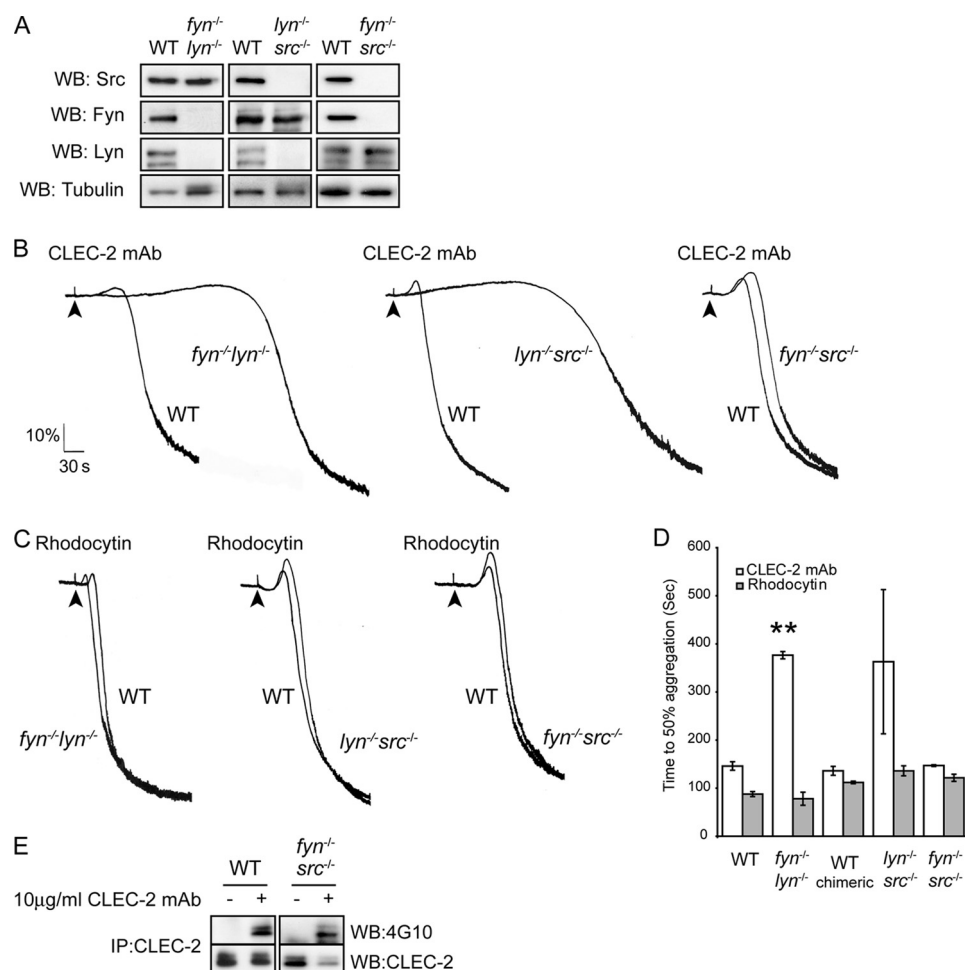 A
WT fyn-/- lyn-/- WT lyn-/- src-/- WT fyn-/- src-/-
WB: Src
WB: Fyn
WB: Lyn
WB: Tubulin
B
CLEC-2 mAb CLEC-2 mAb CLEC-2 mAb
fyn-/-lyn-/- lyn-/-src-/- fyn-/-src-/-
WT WT WT
10%
30 s
C
Rhodocytin Rhodocytin Rhodocytin
WT WT WT
fyn-/-lyn-/- lyn-/-src-/- fyn-/-src-/-
D
CLEC-2 mAb
Rhodocytin
**
Time to 50% aggregation (Sec)
600
500
400
300
200
100
0
WT fyn-/- lyn-/- WT chimeric lyn-/- src-/- fyn-/- src-/-
E
WT fyn-/- src-/-
10µg/ml CLEC-2 mAb - + - +
IP:CLEC-2
WB:4G10
WB:CLEC-2